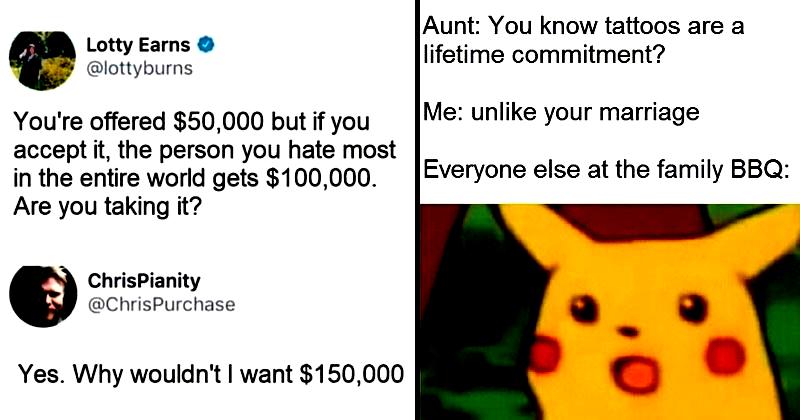 Lotty Earns
@lottyburns
You're offered $50,000 but if you
accept it, the person you hate most
in the entire world gets $100,000.
Are you taking it?
ChrisPianity
@ChrisPurchase
Yes. Why wouldn't I want $150,000
Aunt: You know tattoos are a
lifetime commitment?
Me: unlike your marriage
Everyone else at the family BBQ: